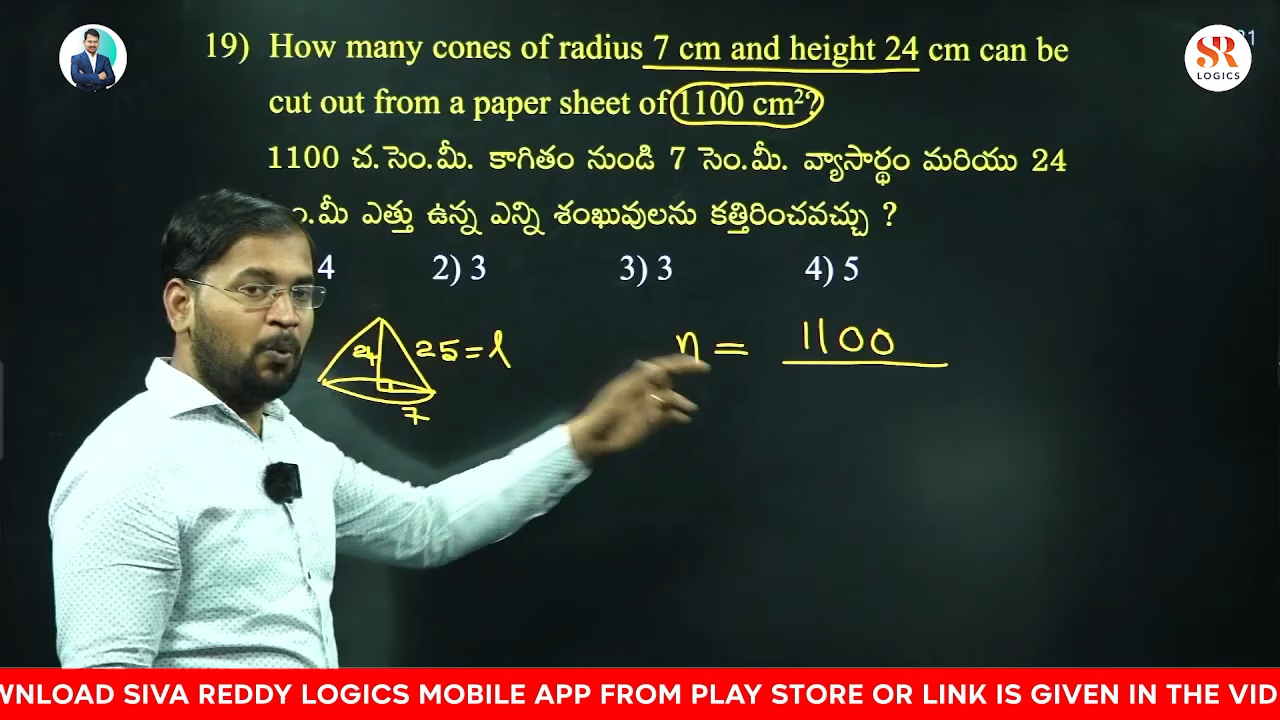 19) How many cones of radius 7 cm and height 24 cm can be
cut out from a paper sheet of 1100 cm²?
1100 చ.సెం.మీ. కాగితం నుండి 7 సెం.మీ. వ్యాసార్థం మరియు 24
ం.మీ ఎత్తు ఉన్న ఎన్ని శంఖువులను కత్తిరించవచ్చు ?
4 2) 3 3) 3 4) 5
24 25 = l
7
n = 1100
SR
LOGICS
WNLOAD SIVA REDDY LOGICS MOBILE APP FROM PLAY STORE OR LINK IS GIVEN IN THE VID